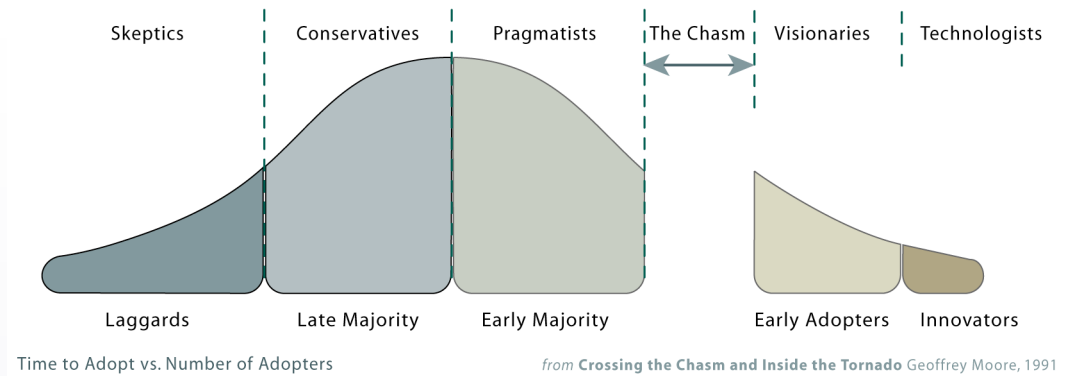 Skeptics Conservatives Pragmatists The Chasm Visionaries Technologists
Laggards Late Majority Early Majority Early Adopters Innovators
Time to Adopt vs. Number of Adopters
from Crossing the Chasm and Inside the Tornado Geoffrey Moore, 1991